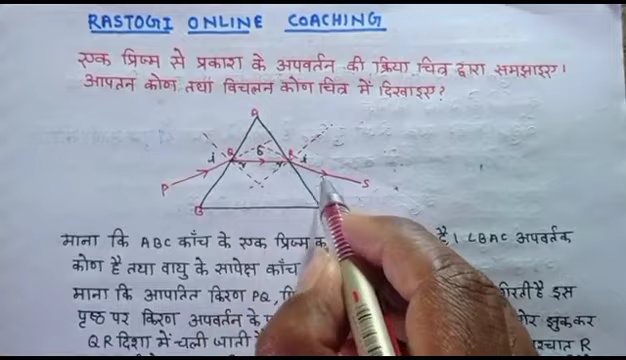 RASTOGI ONLINE COACHING
एक प्रिज्म से प्रकाश के अपवर्तन की क्रिया चित्र द्वारा समझाइए।
आपतन कोण तथा विचलन कोण चित्र में दिखाइए?
A
i Q δ R i
r r
P S
B
माना कि ABC काँच के एक प्रिज्म है। ∠BAC अपवर्तक
कोण है तथा वायु के सापेक्ष काँच
माना कि आपतित किरण PQ, इस
पृष्ठ पर किरण अपवर्तन के झुककर
QR दिशा में चली जाती R